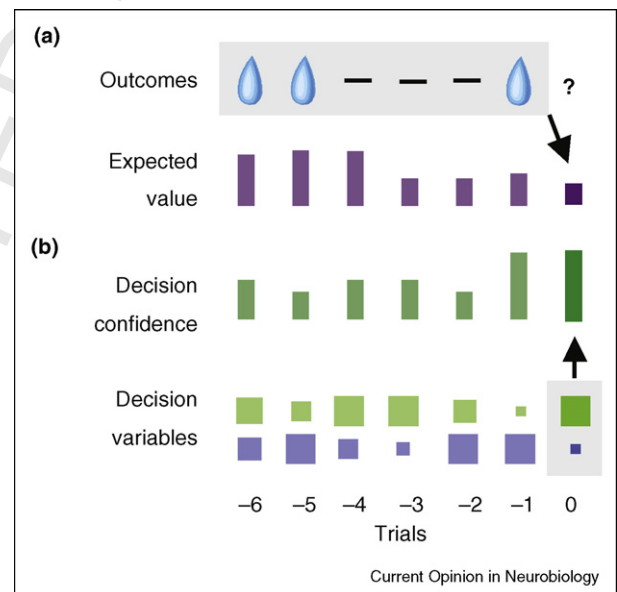 (a)
Outcomes
?
Expected
value
(b)
Decision
confidence
Decision
variables
–6 –5 –4 –3 –2 –1 0
Trials
Current Opinion in Neurobiology